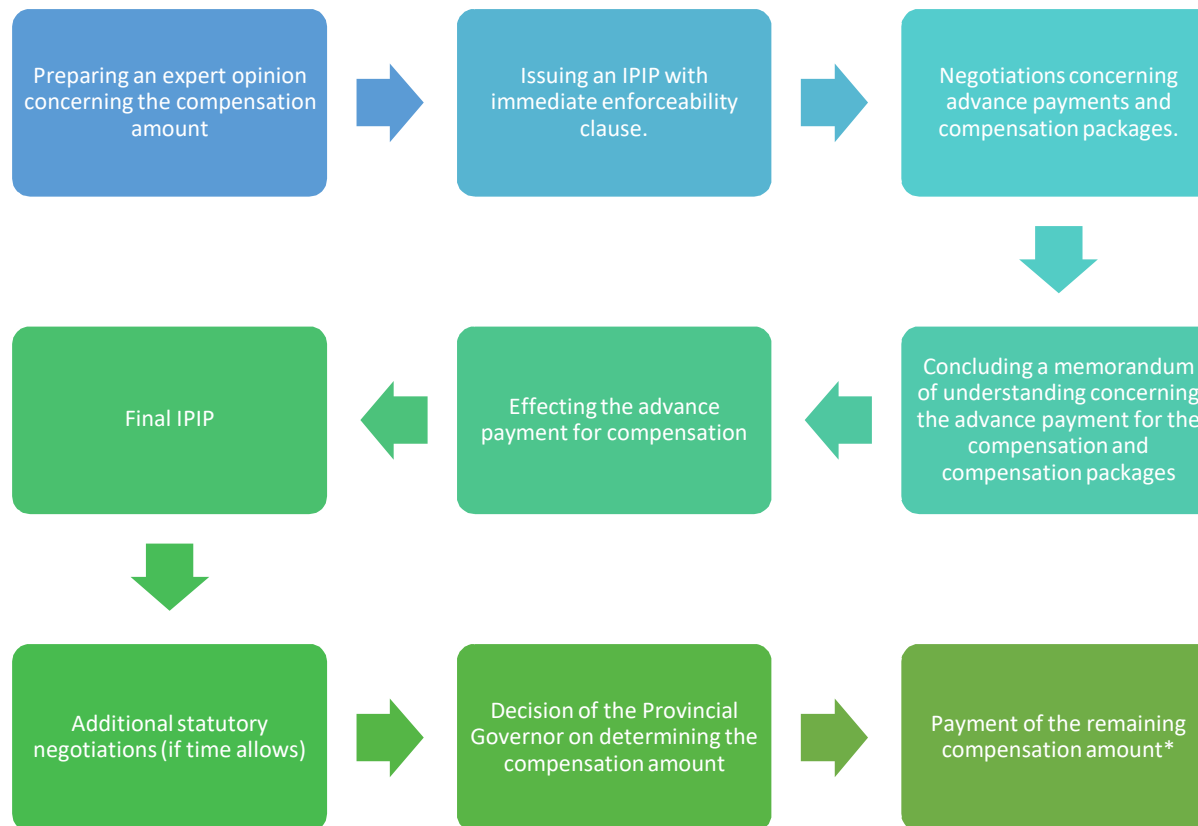 Preparing an expert opinion
concerning the compensation
amount
Issuing an IPIP with
immediate enforceability
clause.
Negotiations concerning
advance payments and
compensation packages.
Concluding a memorandum
of understanding concerning
the advance payment for the
compensation and
compensation packages
Effecting the advance
payment for compensation
Final IPIP
Additional statutory
negotiations (if time allows)
Decision of the Provincial
Governor on determining the
compensation amount
Payment of the remaining
compensation amount*